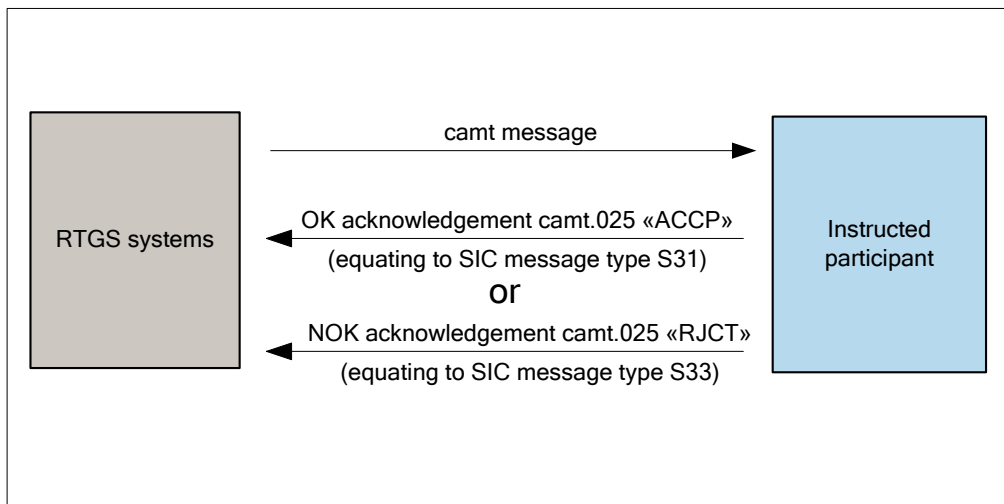 camt message
RTGS systems
OK acknowledgement camt.025 «ACCP»
(equating to SIC message type S31)
or
NOK acknowledgement camt.025 «RJCT»
(equating to SIC message type S33)
Instructed
participant